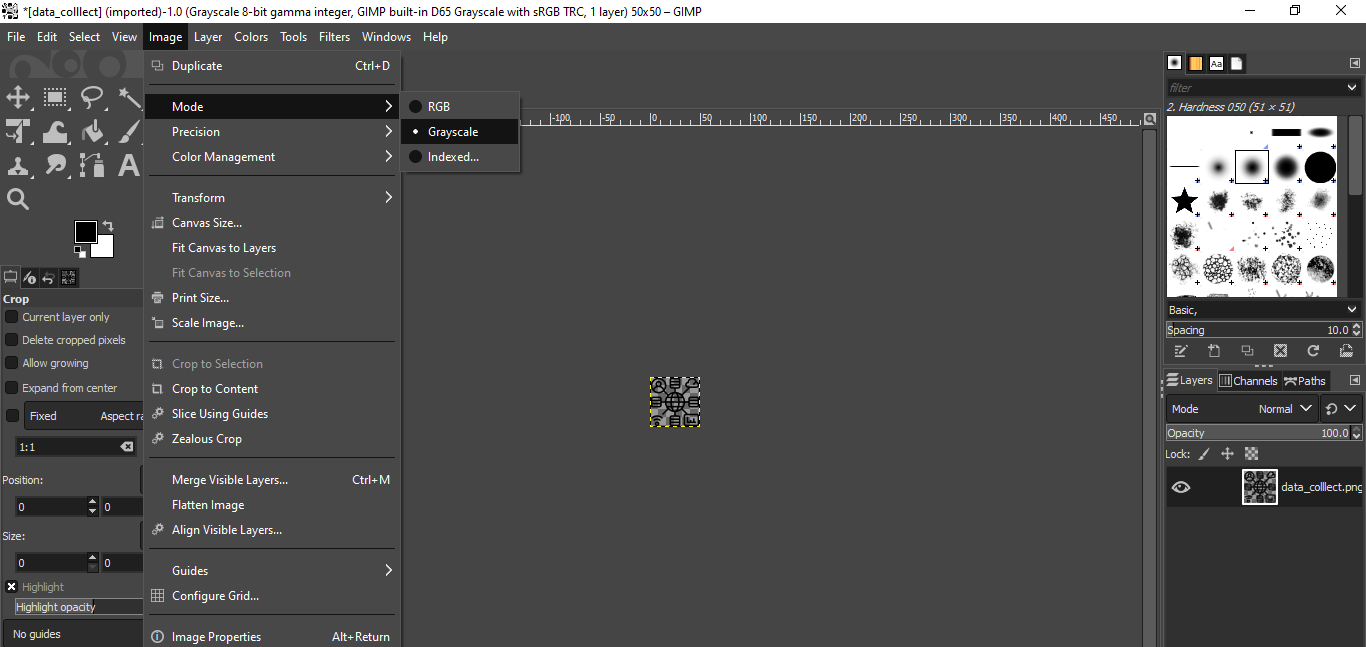 *[data_colllect] (imported)-1.0 (Grayscale 8-bit gamma integer, GIMP built-in D65 Grayscale with sRGB TRC, 1 layer) 50x50 – GIMP
File Edit Select View Image Layer Colors Tools Filters Windows Help
Duplicate Ctrl+D
Mode
Precision
Color Management
Transform
Canvas Size...
Fit Canvas to Layers
Fit Canvas to Selection
Print Size...
Scale Image...
Crop to Selection
Crop to Content
Slice Using Guides
Zealous Crop
Merge Visible Layers... Ctrl+M
Flatten Image
Align Visible Layers...
Guides
Configure Grid...
Image Properties Alt+Return
RGB
Grayscale
Indexed...
-100 -50 0 50 100 150 200 250 300 350 400 450
Crop
Current layer only
Delete cropped pixels
Allow growing
Expand from center
Fixed Aspect ra
1:1
Position:
0 0
Size:
0 0
Highlight
Highlight opacity
No guides
Aa
filter
2. Hardness 050 (51 × 51)
Basic,
Spacing 10.0
Layers Channels Paths
Mode Normal
Opacity 100.0
Lock:
data_colllect.png